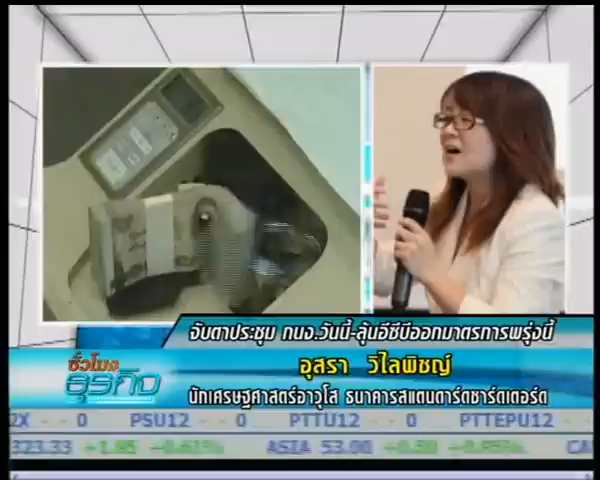 จับตาประชุม กนง.วันนี้-ลุ้นอีซีบีออกมาตรการพรุ่งนี้
ชั่วโมง
ธุรกิจ
อุสรา วิไลพิชญ์
นักเศรษฐศาสตร์อาวุโส ธนาคารสแตนดาร์ดชาร์ตเตอร์ด
2X -- 0 PSU12 -- 0 PTTU12 -- 0 PTTEPU12 -- 0
323.33 +1.95 +0.61% ASIA 53.00 +0.50 +0.95% CA